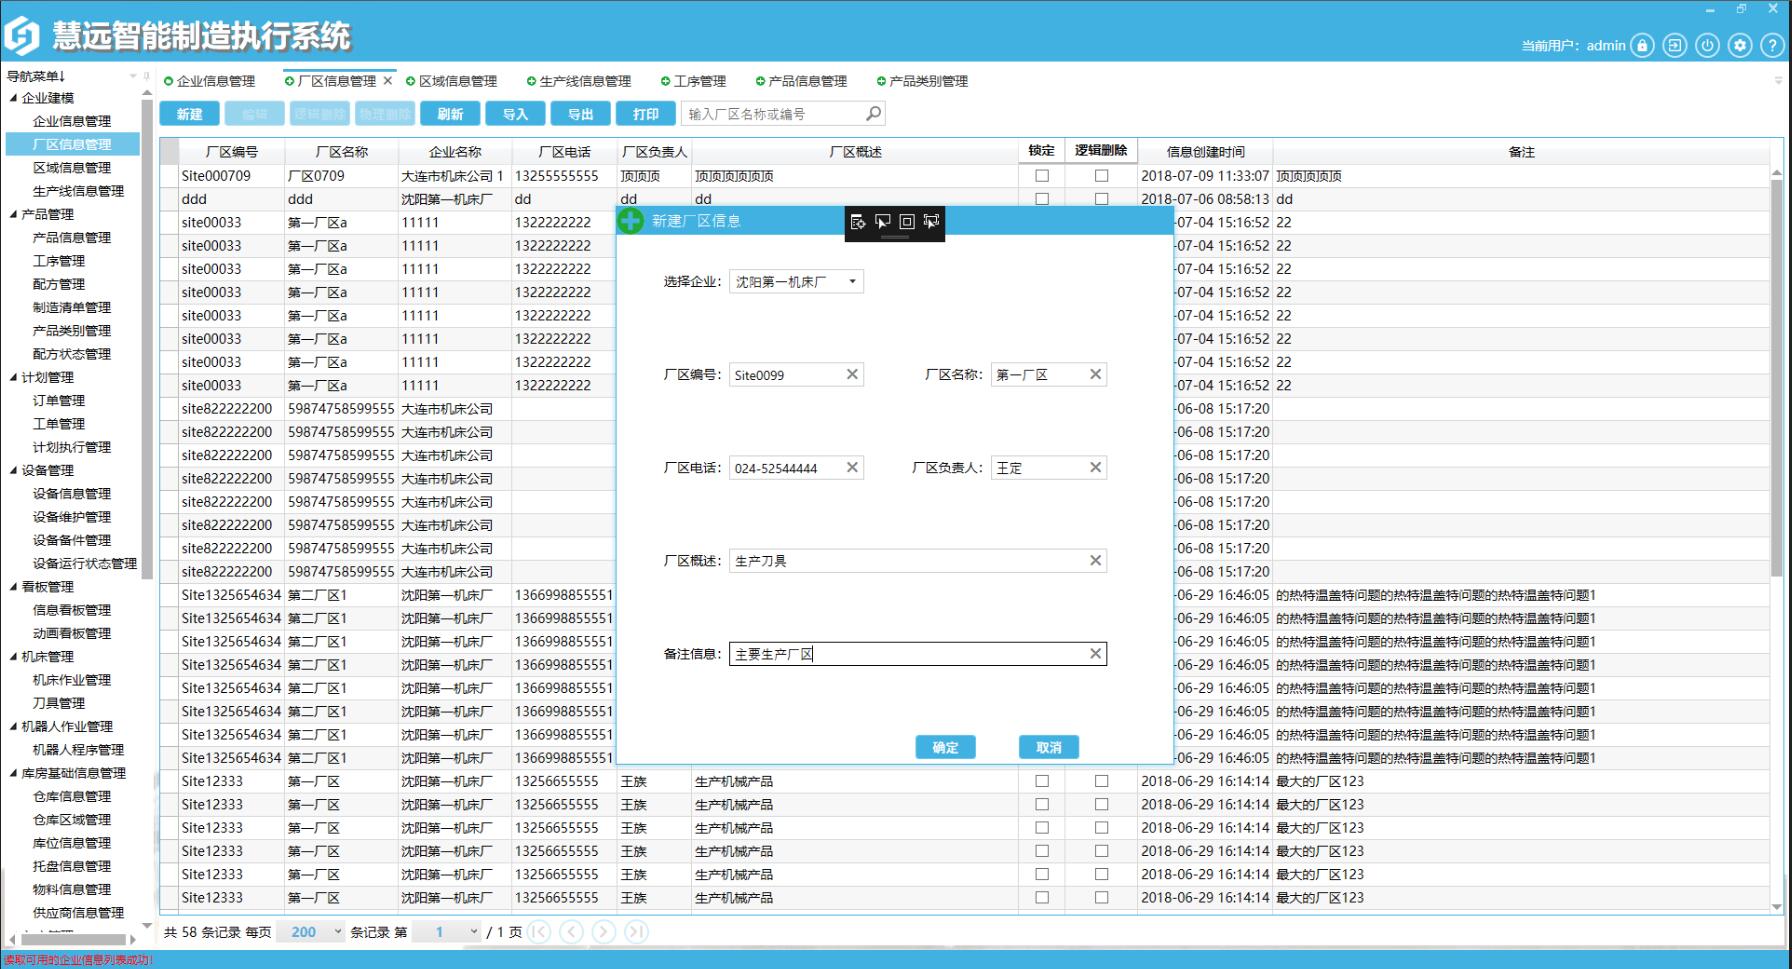 慧远智能制造执行系统
当前用户：admin
导航菜单↓
企业建模
企业信息管理
厂区信息管理
区域信息管理
生产线信息管理
产品管理
产品信息管理
工序管理
配方管理
制造清单管理
产品类别管理
配方状态管理
计划管理
订单管理
工单管理
计划执行管理
设备管理
设备信息管理
设备维护管理
设备备件管理
设备运行状态管理
看板管理
信息看板管理
动画看板管理
机床管理
机床作业管理
刀具管理
机器人作业管理
机器人程序管理
库房基础信息管理
仓库信息管理
仓库区域管理
库位信息管理
托盘信息管理
物料信息管理
供应商信息管理
企业信息管理 厂区信息管理 区域信息管理 生产线信息管理 工序管理 产品信息管理 产品类别管理
新建 编辑 逻辑删除 物理删除 刷新 导入 导出 打印 输入厂区名称或编号
厂区编号 厂区名称 企业名称 厂区电话 厂区负责人 厂区概述 锁定 逻辑删除 信息创建时间 备注
Site000709 厂区0709 大连市机床公司 1 13255555555 顶顶顶 顶顶顶顶顶顶 2018-07-09 11:33:07 顶顶顶顶顶
ddd ddd 沈阳第一机床厂 dd dd dd 2018-07-06 08:58:13 dd
site00033 第一厂区a 11111 1322222222 -07-04 15:16:52 22
site00033 第一厂区a 11111 1322222222 -07-04 15:16:52 22
site00033 第一厂区a 11111 1322222222 -07-04 15:16:52 22
site00033 第一厂区a 11111 1322222222 -07-04 15:16:52 22
site00033 第一厂区a 11111 1322222222 -07-04 15:16:52 22
site00033 第一厂区a 11111 1322222222 -07-04 15:16:52 22
site00033 第一厂区a 11111 1322222222 -07-04 15:16:52 22
site00033 第一厂区a 11111 1322222222 -07-04 15:16:52 22
site822222200 59874758599555 大连市机床公司 -06-08 15:17:20
site822222200 59874758599555 大连市机床公司 -06-08 15:17:20
site822222200 59874758599555 大连市机床公司 -06-08 15:17:20
site822222200 59874758599555 大连市机床公司 -06-08 15:17:20
site822222200 59874758599555 大连市机床公司 -06-08 15:17:20
site822222200 59874758599555 大连市机床公司 -06-08 15:17:20
site822222200 59874758599555 大连市机床公司 -06-08 15:17:20
site822222200 59874758599555 大连市机床公司 -06-08 15:17:20
Site1325654634 第二厂区1 沈阳第一机床厂 1366998855551 -06-29 16:46:05 的热特温盖特问题的热特温盖特问题的热特温盖特问题1
Site1325654634 第二厂区1 沈阳第一机床厂 1366998855551 -06-29 16:46:05 的热特温盖特问题的热特温盖特问题的热特温盖特问题1
Site1325654634 第二厂区1 沈阳第一机床厂 1366998855551 -06-29 16:46:05 的热特温盖特问题的热特温盖特问题的热特温盖特问题1
Site1325654634 第二厂区1 沈阳第一机床厂 1366998855551 -06-29 16:46:05 的热特温盖特问题的热特温盖特问题的热特温盖特问题1
Site1325654634 第二厂区1 沈阳第一机床厂 1366998855551 -06-29 16:46:05 的热特温盖特问题的热特温盖特问题的热特温盖特问题1
Site1325654634 第二厂区1 沈阳第一机床厂 1366998855551 -06-29 16:46:05 的热特温盖特问题的热特温盖特问题的热特温盖特问题1
Site1325654634 第二厂区1 沈阳第一机床厂 1366998855551 -06-29 16:46:05 的热特温盖特问题的热特温盖特问题的热特温盖特问题1
Site1325654634 第二厂区1 沈阳第一机床厂 1366998855551 -06-29 16:46:05 的热特温盖特问题的热特温盖特问题的热特温盖特问题1
Site12333 第一厂区 沈阳第一机床厂 13256655555 王族 生产机械产品 2018-06-29 16:14:14 最大的厂区123
Site12333 第一厂区 沈阳第一机床厂 13256655555 王族 生产机械产品 2018-06-29 16:14:14 最大的厂区123
Site12333 第一厂区 沈阳第一机床厂 13256655555 王族 生产机械产品 2018-06-29 16:14:14 最大的厂区123
Site12333 第一厂区 沈阳第一机床厂 13256655555 王族 生产机械产品 2018-06-29 16:14:14 最大的厂区123
Site12333 第一厂区 沈阳第一机床厂 13256655555 王族 生产机械产品 2018-06-29 16:14:14 最大的厂区123
Site12333 第一厂区 沈阳第一机床厂 13256655555 王族 生产机械产品 2018-06-29 16:14:14 最大的厂区123
新建厂区信息
选择企业： 沈阳第一机床厂
厂区编号： Site0099 厂区名称： 第一厂区
厂区电话： 024-52544444 厂区负责人： 王定
厂区概述： 生产刀具
备注信息： 主要生产厂区
确定 取消
共 58 条记录 每页 200 条记录 第 1 / 1 页
读取可用的企业信息列表成功！